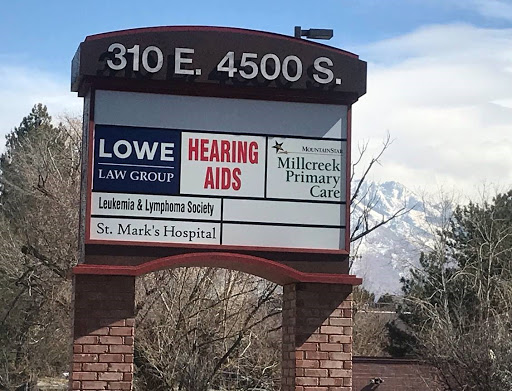 310 E. 4500 S.
LOWE
LAW GROUP
HEARING
AIDS
MOUNTAINSTAR
Millcreek
Primary
Care
Leukemia & Lymphoma Society
St. Mark's Hospital